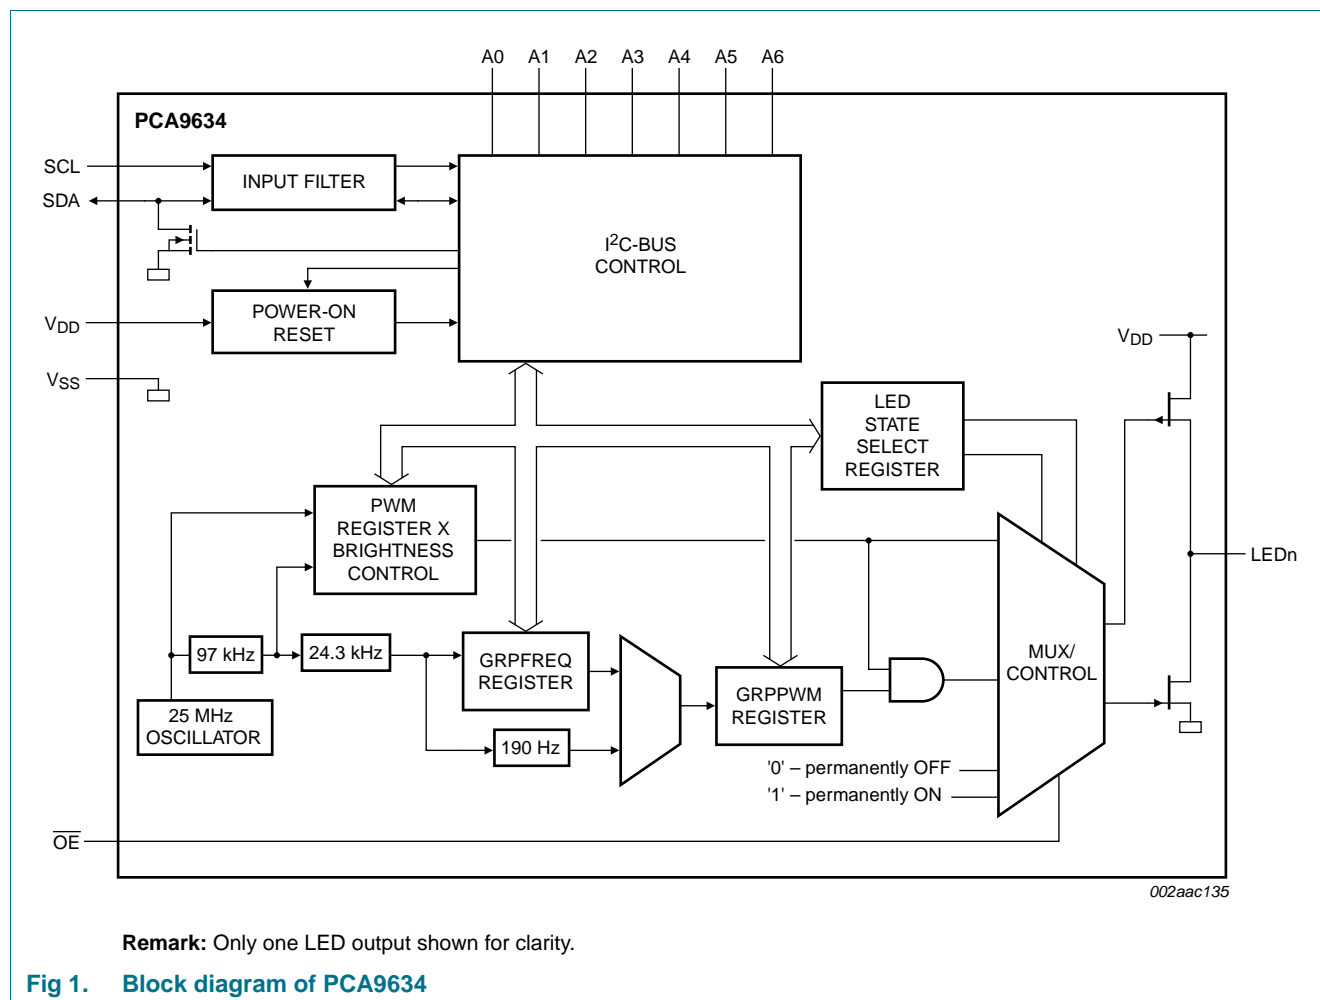 A0 A1 A2 A3 A4 A5 A6
PCA9634
SCL
SDA
INPUT FILTER
I²C-BUS
CONTROL
POWER-ON
RESET
VDD
VSS
VDD
LED
STATE
SELECT
REGISTER
PWM
REGISTER X
BRIGHTNESS
CONTROL
LEDn
97 kHz
24.3 kHz
GRPFREQ
REGISTER
MUX/
CONTROL
GRPPWM
REGISTER
25 MHz
OSCILLATOR
190 Hz
'0' – permanently OFF
'1' – permanently ON
O̅E̅
002aac135
Remark: Only one LED output shown for clarity.
Fig 1. Block diagram of PCA9634